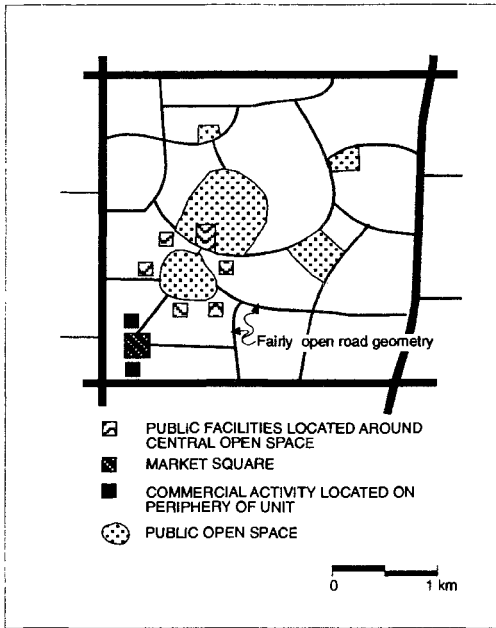 Fairly open road geometry
PUBLIC FACILITIES LOCATED AROUND
CENTRAL OPEN SPACE
MARKET SQUARE
COMMERCIAL ACTIVITY LOCATED ON
PERIPHERY OF UNIT
PUBLIC OPEN SPACE
0 1 km